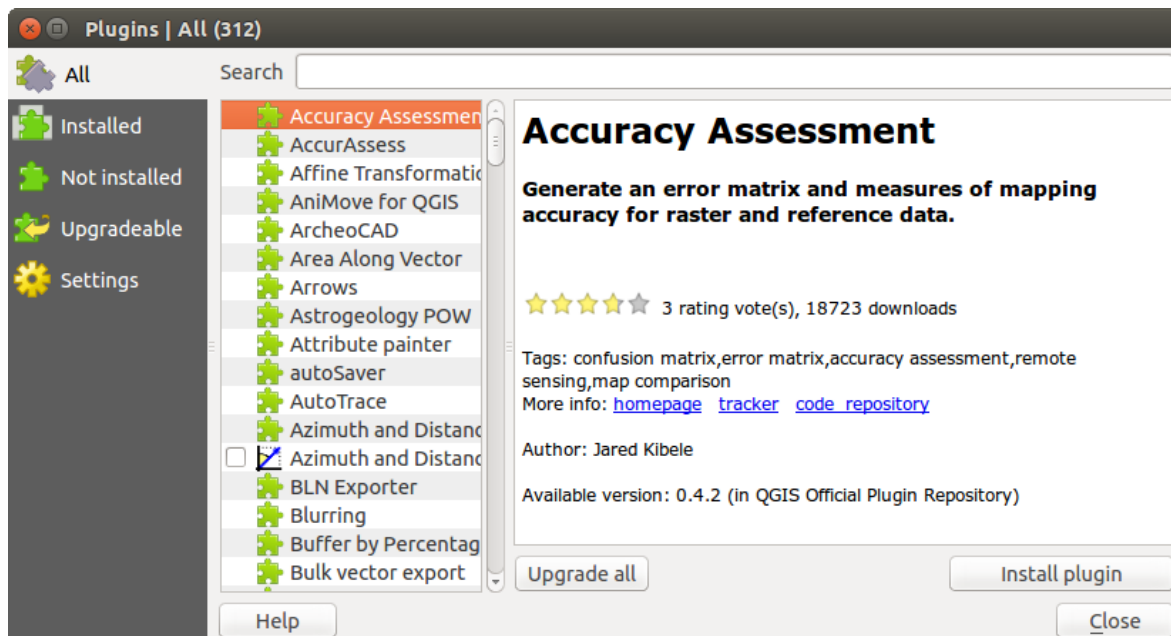 Plugins | All (312)
All
Installed
Not installed
Upgradeable
Settings
Search
Accuracy Assessmen
AccurAssess
Affine Transformatic
AniMove for QGIS
ArcheoCAD
Area Along Vector
Arrows
Astrogeology POW
Attribute painter
autoSaver
AutoTrace
Azimuth and Distanc
Azimuth and Distanc
BLN Exporter
Blurring
Buffer by Percentag
Bulk vector export
Accuracy Assessment
Generate an error matrix and measures of mapping
accuracy for raster and reference data.
3 rating vote(s), 18723 downloads
Tags: confusion matrix,error matrix,accuracy assessment,remote
sensing,map comparison
More info: homepage tracker code repository
Author: Jared Kibele
Available version: 0.4.2 (in QGIS Official Plugin Repository)
Upgrade all
Install plugin
Help
Close